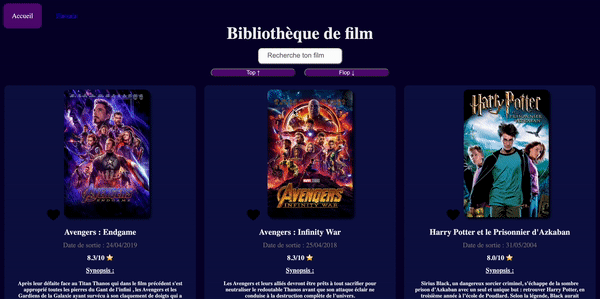 Accueil
Bibliothèque de film
Recherche ton film
Top ↑
Flop ↓
AVENGERS
ENDGAME
MARVEL STUDIOS
AVENGERS
INFINITY WAR
Harry Potter
PRISONNIER D'AZKABAN
Avengers : Endgame
Date de sortie : 24/04/2019
8.3/10 ⭐
Synopsis :
Après leur défaite face au Titan Thanos qui dans le film précédent s'est
approprié toutes les pierres du Gant de l'infini , les Avengers et les
Gardiens de la Galaxie ayant survécu à son claquement de doigts qui a
Avengers : Infinity War
Date de sortie : 25/04/2018
8.3/10 ⭐
Synopsis :
Les Avengers et leurs alliés devront être prêts à tout sacrifier pour
neutraliser le redoutable Thanos avant que son attaque éclair ne
conduise à la destruction complète de l'univers.
Harry Potter et le Prisonnier d'Azkaban
Date de sortie : 31/05/2004
8.0/10 ⭐
Synopsis :
Sirius Black, un dangereux sorcier criminel, s'échappe de la sombre
prison d'Azkaban avec un seul et unique but : retrouver Harry Potter, en
troisième année à l'école de Poudlard. Selon la légende, Black aurait